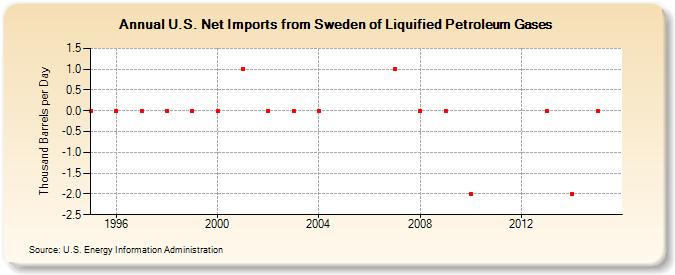 Annual U.S. Net Imports from Sweden of Liquified Petroleum Gases
Thousand Barrels per Day
1.5
1.0
0.5
0.0
-0.5
-1.0
-1.5
-2.0
-2.5
1996 2000 2004 2008 2012
Source: U.S. Energy Information Administration